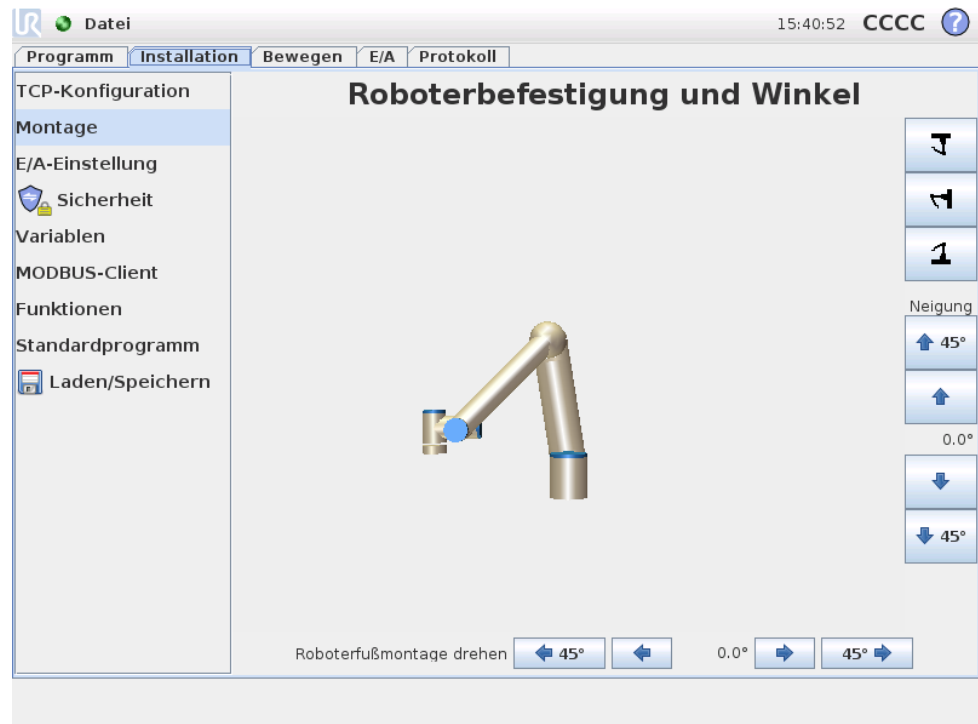 UR Datei 15:40:52 CCCC ?
Programm Installation Bewegen E/A Protokoll
TCP-Konfiguration
Montage
E/A-Einstellung
Sicherheit
Variablen
MODBUS-Client
Funktionen
Standardprogramm
Laden/Speichern
Roboterbefestigung und Winkel
Neigung
45°
0.0°
45°
Roboterfußmontage drehen 45° 0.0° 45°